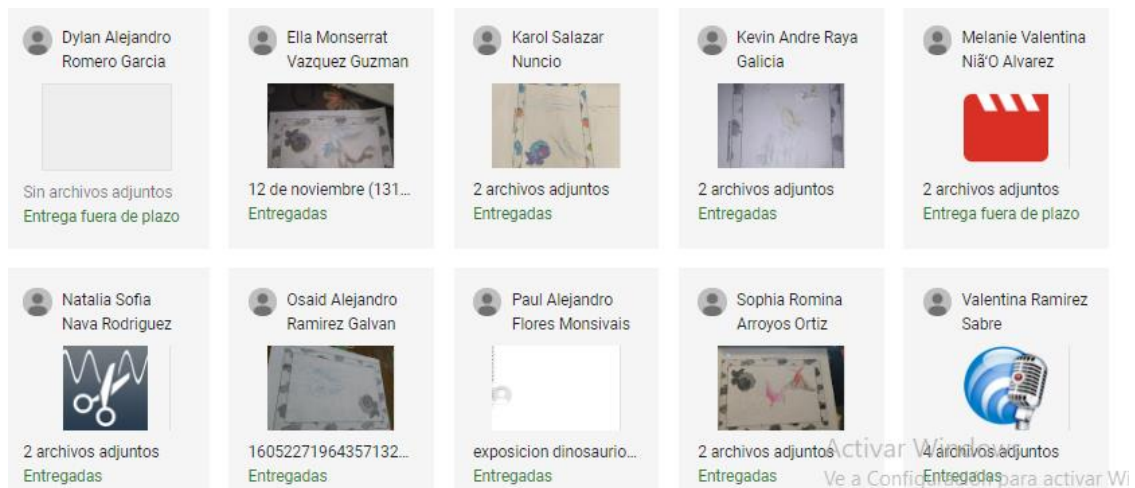 Dylan Alejandro
Romero Garcia
Sin archivos adjuntos
Entrega fuera de plazo
Ella Monserrat
Vazquez Guzman
12 de noviembre (131...
Entregadas
Karol Salazar
Nuncio
2 archivos adjuntos
Entregadas
Kevin Andre Raya
Galicia
2 archivos adjuntos
Entregadas
Melanie Valentina
Niã'O Alvarez
2 archivos adjuntos
Entrega fuera de plazo
Natalia Sofia
Nava Rodriguez
2 archivos adjuntos
Entregadas
Osaid Alejandro
Ramirez Galvan
16052271964357132...
Entregadas
Paul Alejandro
Flores Monsivais
exposicion dinosaurio...
Entregadas
Sophia Romina
Arroyos Ortiz
2 archivos adjuntos
Entregadas
Valentina Ramirez
Sabre
4 archivos adjuntos
Entregadas
Activar Windows
Ve a Configuración para activar Wi